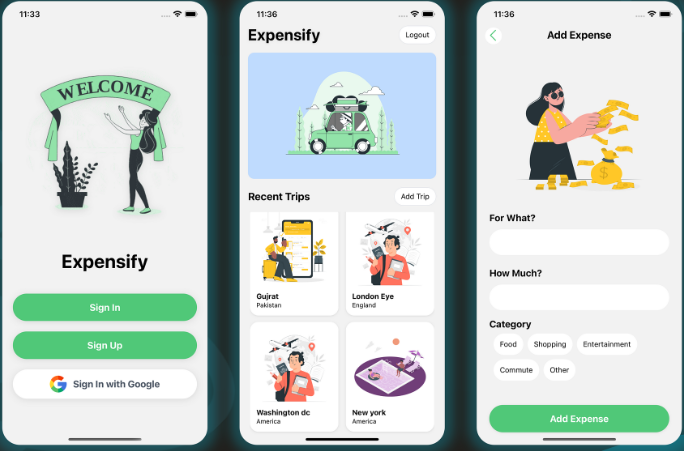 11:33
WELCOME
Expensify
Sign In
Sign Up
Sign In with Google
11:36
Expensify
Logout
Recent Trips
Add Trip
Gujrat
Pakistan
London Eye
England
Washington dc
America
New york
America
11:36
Add Expense
$
For What?
How Much?
Category
Food
Shopping
Entertainment
Commute
Other
Add Expense